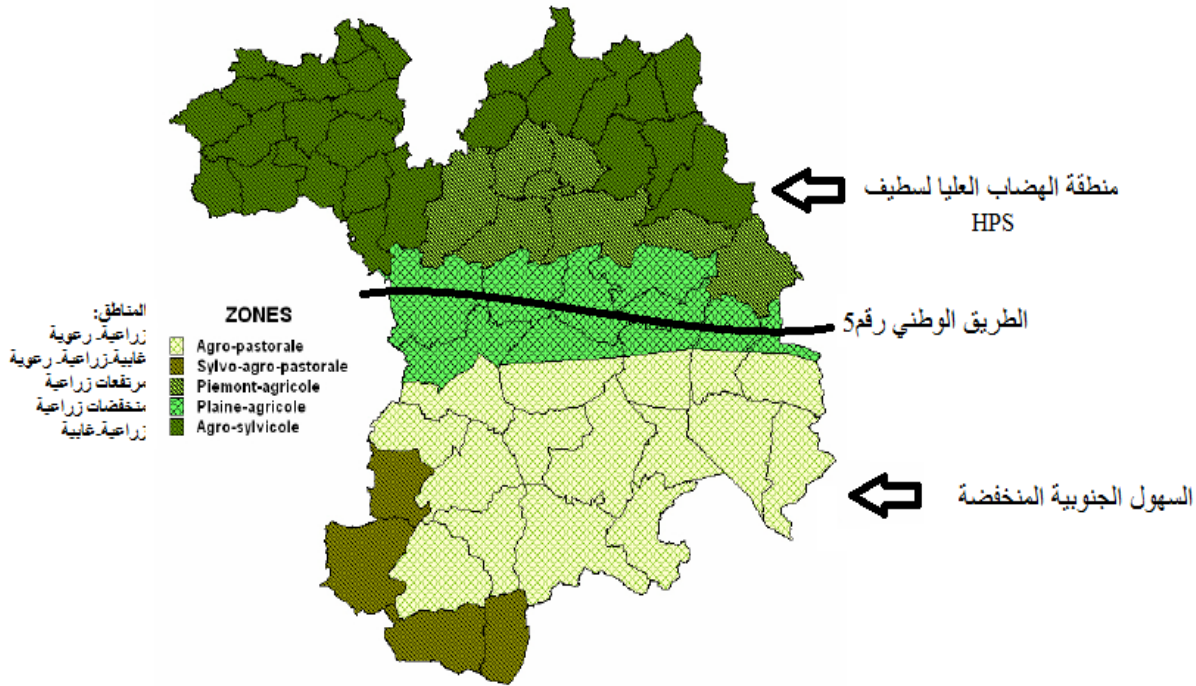 منطقة الهضاب العليا لسطيف
HPS
الطريق الوطني رقم5
المناطق:
زراعية-رعوية
غابية-زراعية-رعوية
مرتفعات زراعية
منخفضات زراعية
زراعية-غابية
ZONES
Agro-pastorale
Sylvo-agro-pastorale
Piemont-agricole
Plaine-agricole
Agro-sylvicole
السهول الجنوبية المنخفضة